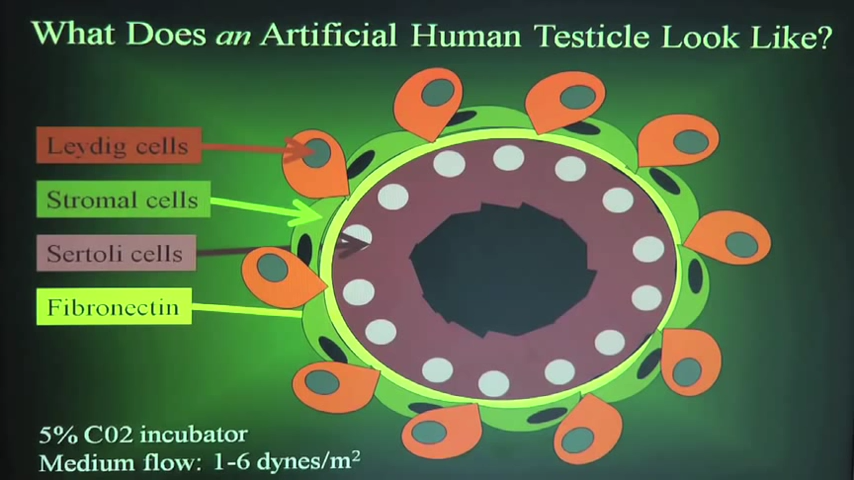 What Does an Artificial Human Testicle Look Like?
Leydig cells
Stromal cells
Sertoli cells
Fibronectin
5% C02 incubator
Medium flow: 1-6 dynes/m²